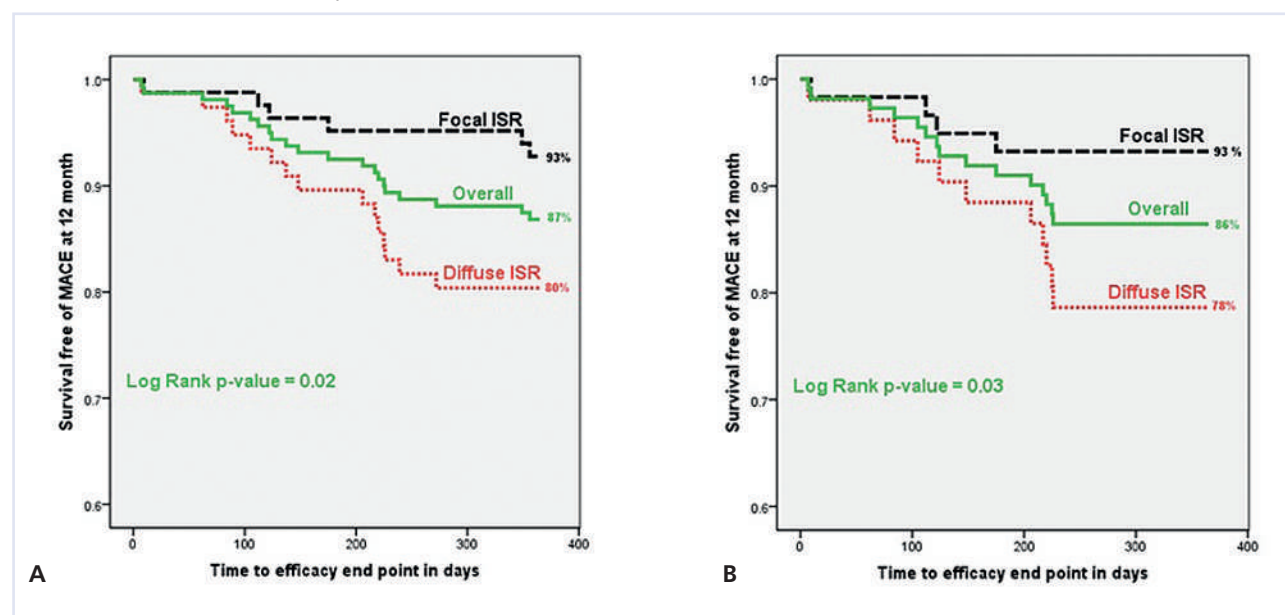 Survival free of MACE at 12 month
1.0
0.9
0.8
0.7
0.6
Focal ISR
93%
Overall
87%
Diffuse ISR
80%
Log Rank p-value = 0.02
0
100
200
300
400
Time to efficacy end point in days
A
Survival free of MACE at 12 month
1.0
0.9
0.8
0.7
0.6
Focal ISR
93 %
Overall
86%
Diffuse ISR
78%
Log Rank p-value = 0.03
0
100
200
300
400
Time to efficacy end point in days
B